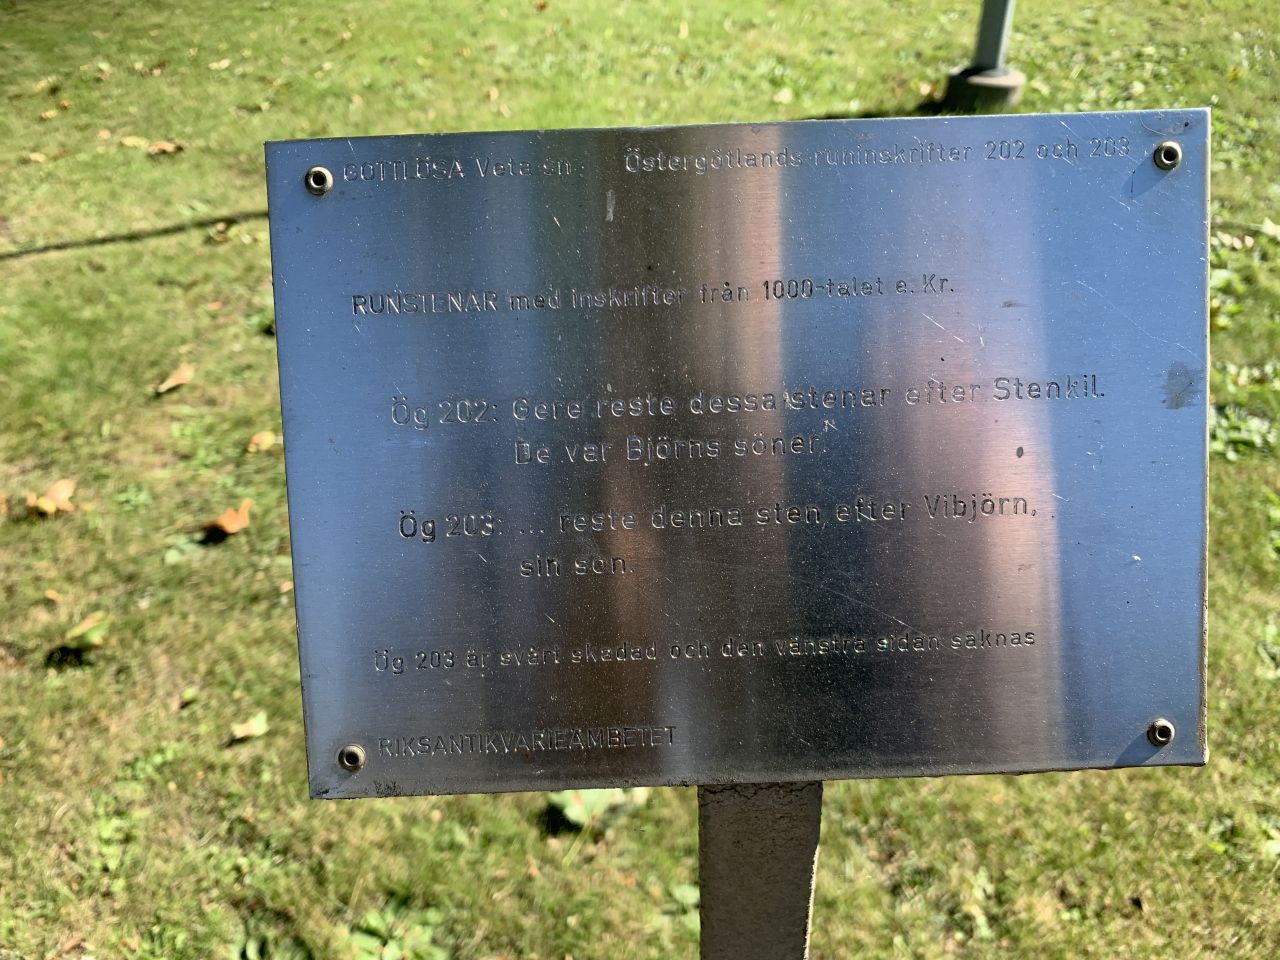 GOTTLÖSA Veta sn. Östergötlands runinskrifter 202 och 203
RUNSTENAR med inskrifter från 1000-talet e. Kr.
Ög 202: Gere reste dessa stenar efter Stenkil.
De var Björns söner.
Ög 203: ... reste denna sten efter Vibjörn,
sin son.
Ög 203 är svårt skadad och den vänstra sidan saknas
RIKSANTIKVARIEÄMBETET